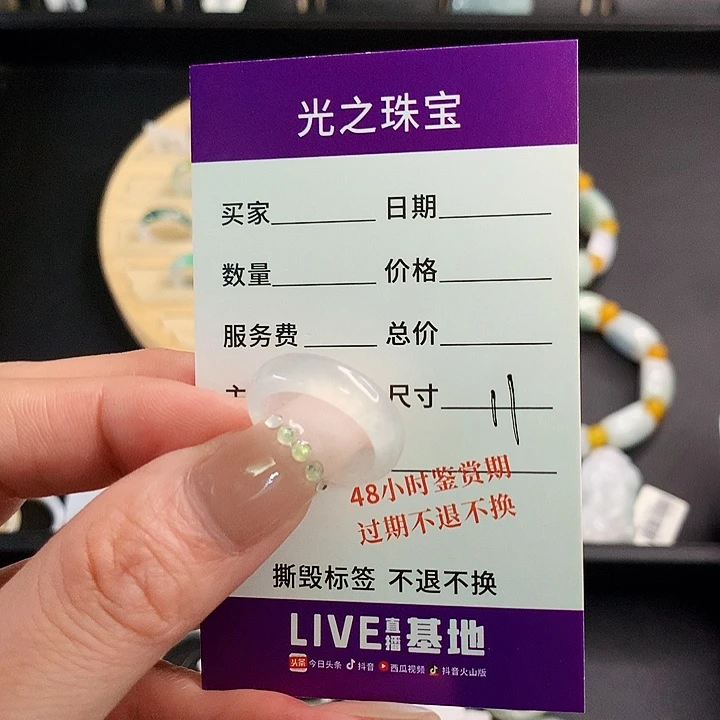 光之珠宝
买家 日期
数量 价格
服务费 总价
主 尺寸 11
48小时鉴赏期
过期不退不换
撕毁标签 不退不换
LIVE直播基地
头条 今日头条 抖音 西瓜视频 抖音火山版